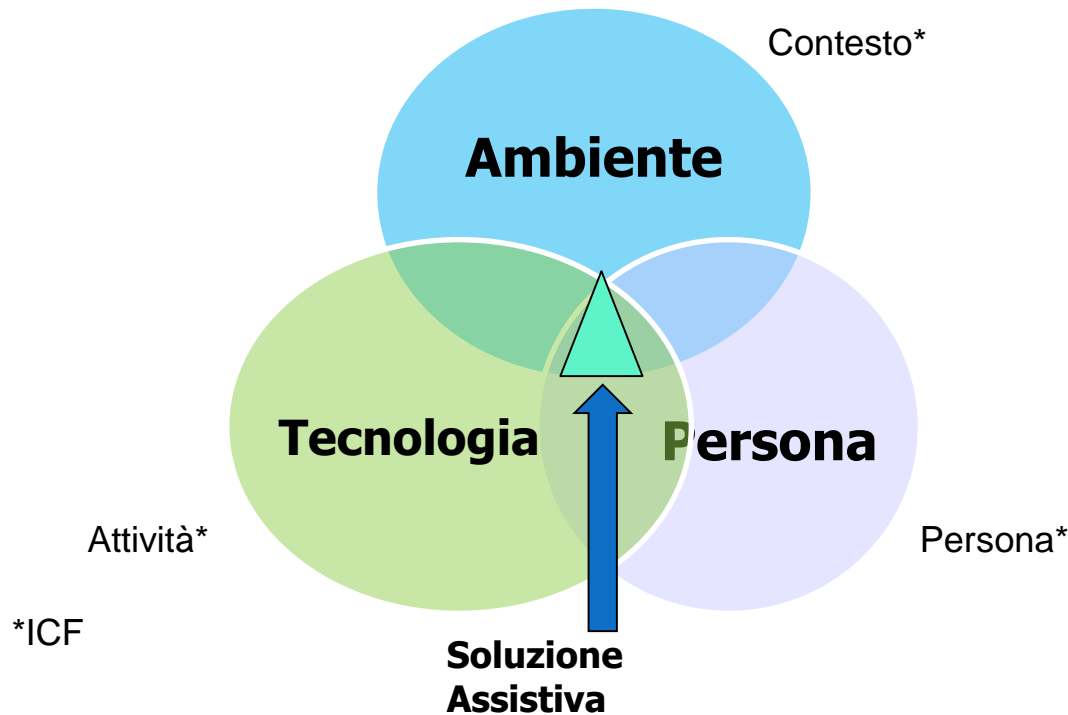 Contesto*
Ambiente
Tecnologia
Persona
Attività*
Persona*
*ICF
Soluzione
Assistiva